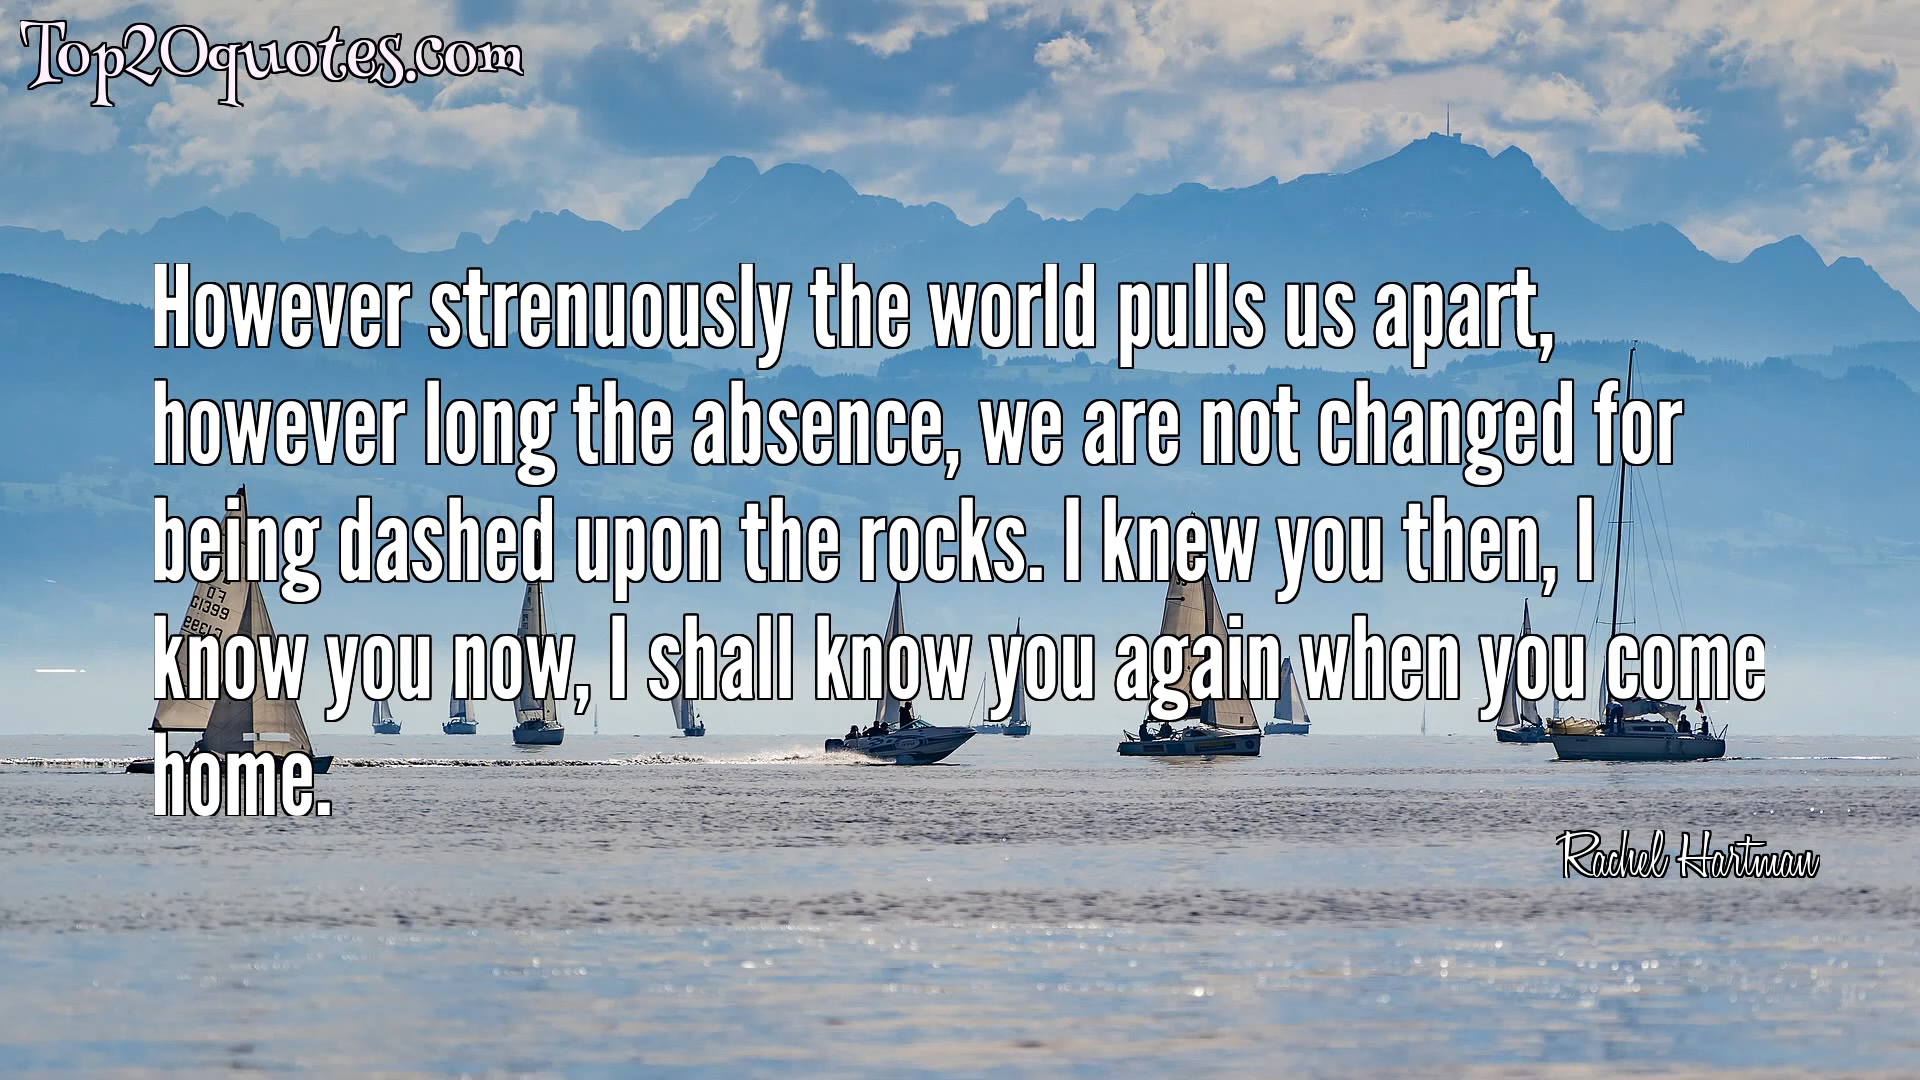 Top20quotes.com
However strenuously the world pulls us apart,
however long the absence, we are not changed for
being dashed upon the rocks. I knew you then, I
know you now, I shall know you again when you come
home.
Rachel Hartman
G1399